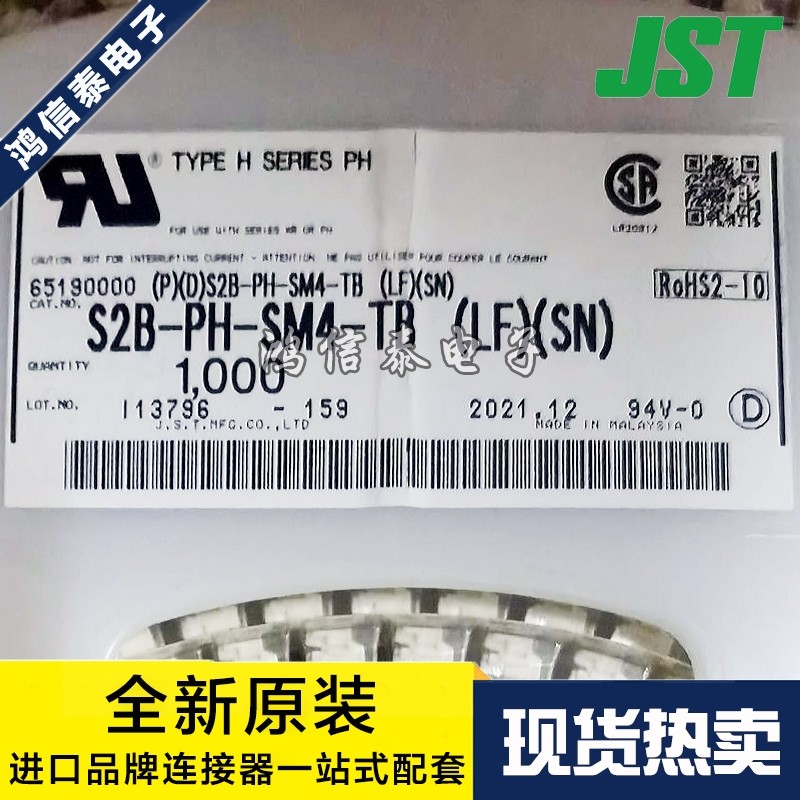 鸿信泰电子
JST
RU ® TYPE H SERIES PH
FOR USE WITH SERIES KR OR PH
CSA
LR20812
CAUTION: NOT FOR INTERRUPTING CURRENT - ATTENTION: NE PAS UTILISER POUR COUPER LE COURANT
65190000 (P)(D)S2B-PH-SM4-TB (LF)(SN)
RoHS2-10
CAT.NO. S2B-PH-SM4-TB (LF)(SN)
鸿信泰电子
QUANTITY 1,000
LOT.NO. 113796 - 159 2021.12 94V-0 D
J.S.T.MFG.CO.,LTD MADE IN MALAYSIA
全新原装
进口品牌连接器一站式配套
现货热卖